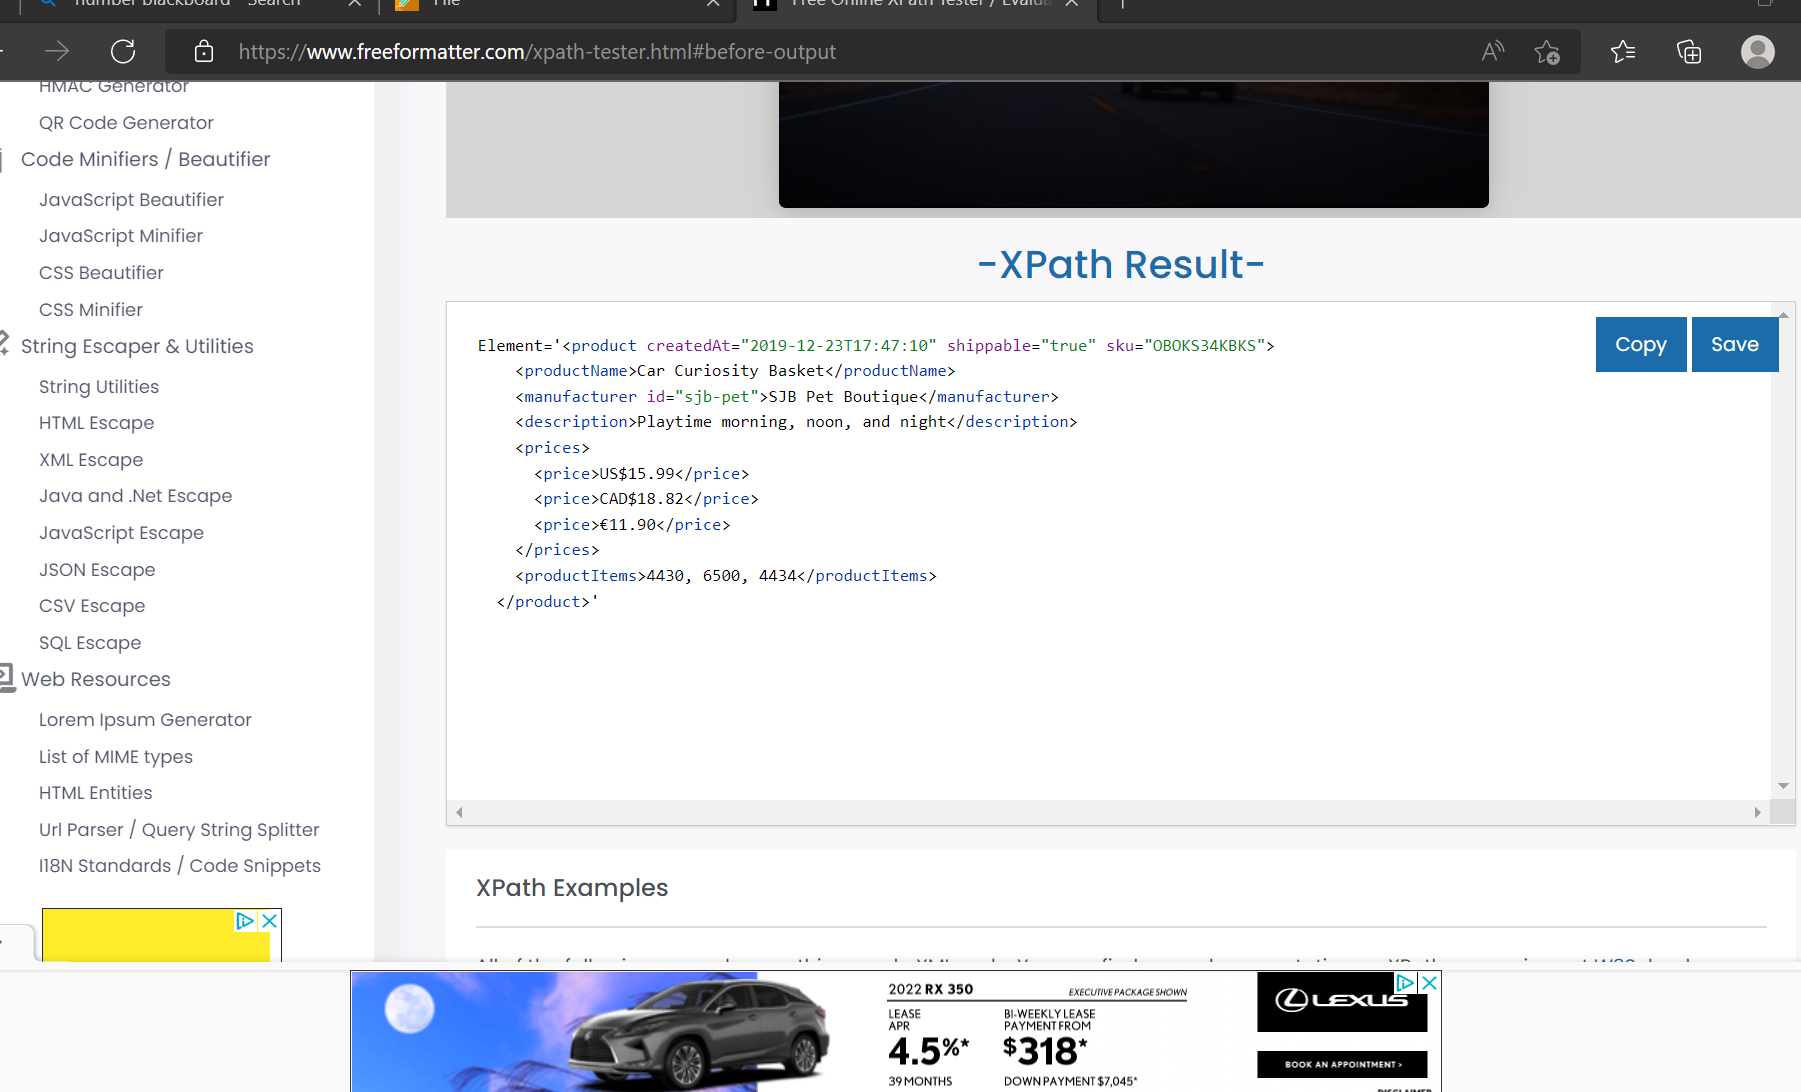 number blackboard - Search
File
Free Online XPath Tester / Evalua
https://www.freeformatter.com/xpath-tester.html#before-output
HMAC Generator
QR Code Generator
Code Minifiers / Beautifier
JavaScript Beautifier
JavaScript Minifier
CSS Beautifier
CSS Minifier
String Escaper & Utilities
String Utilities
HTML Escape
XML Escape
Java and .Net Escape
JavaScript Escape
JSON Escape
CSV Escape
SQL Escape
Web Resources
Lorem Ipsum Generator
List of MIME types
HTML Entities
Url Parser / Query String Splitter
I18N Standards / Code Snippets
-XPath Result-
Copy
Save
Element='<product createdAt="2019-12-23T17:47:10" shippable="true" sku="OBOKS34KBKS">
<productName>Car Curiosity Basket</productName>
<manufacturer id="sjb-pet">SJB Pet Boutique</manufacturer>
<description>Playtime morning, noon, and night</description>
<prices>
<price>US$15.99</price>
<price>CAD$18.82</price>
<price>€11.90</price>
</prices>
<productItems>4430, 6500, 4434</productItems>
</product>'
XPath Examples
2022 RX 350
EXECUTIVE PACKAGE SHOWN
LEASE
APR
4.5%*
39 MONTHS
BI-WEEKLY LEASE
PAYMENT FROM
$318*
DOWN PAYMENT $7,045*
LEXUS
BOOK AN APPOINTMENT >
DISCLAIMER